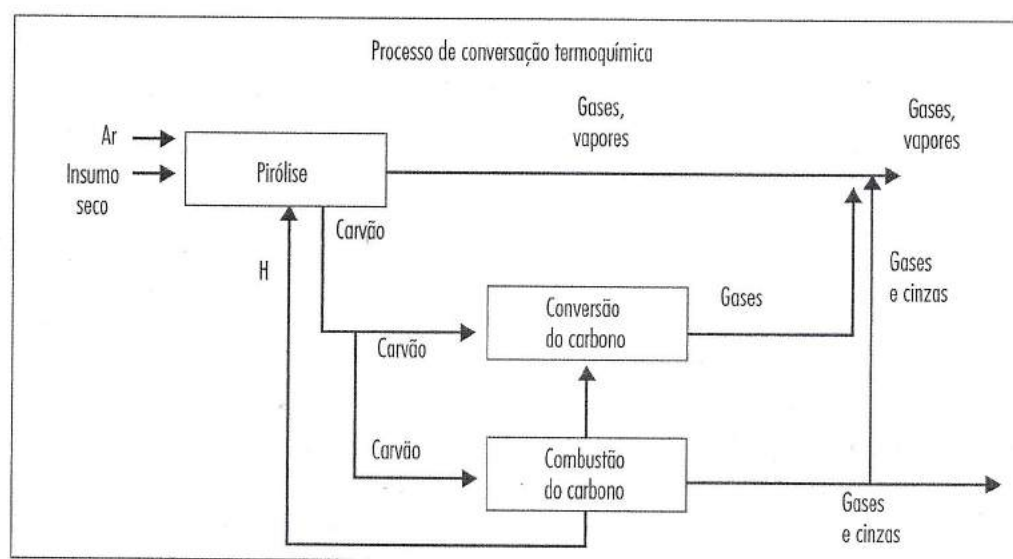 Processo de conversação termoquímica
Gases,
vapores
Gases,
vapores
Ar
Insumo
seco
Pirólise
Carvão
H
Gases
e cinzas
Conversão
do carbono
Gases
Carvão
Carvão
Combustão
do carbono
Gases
e cinzas